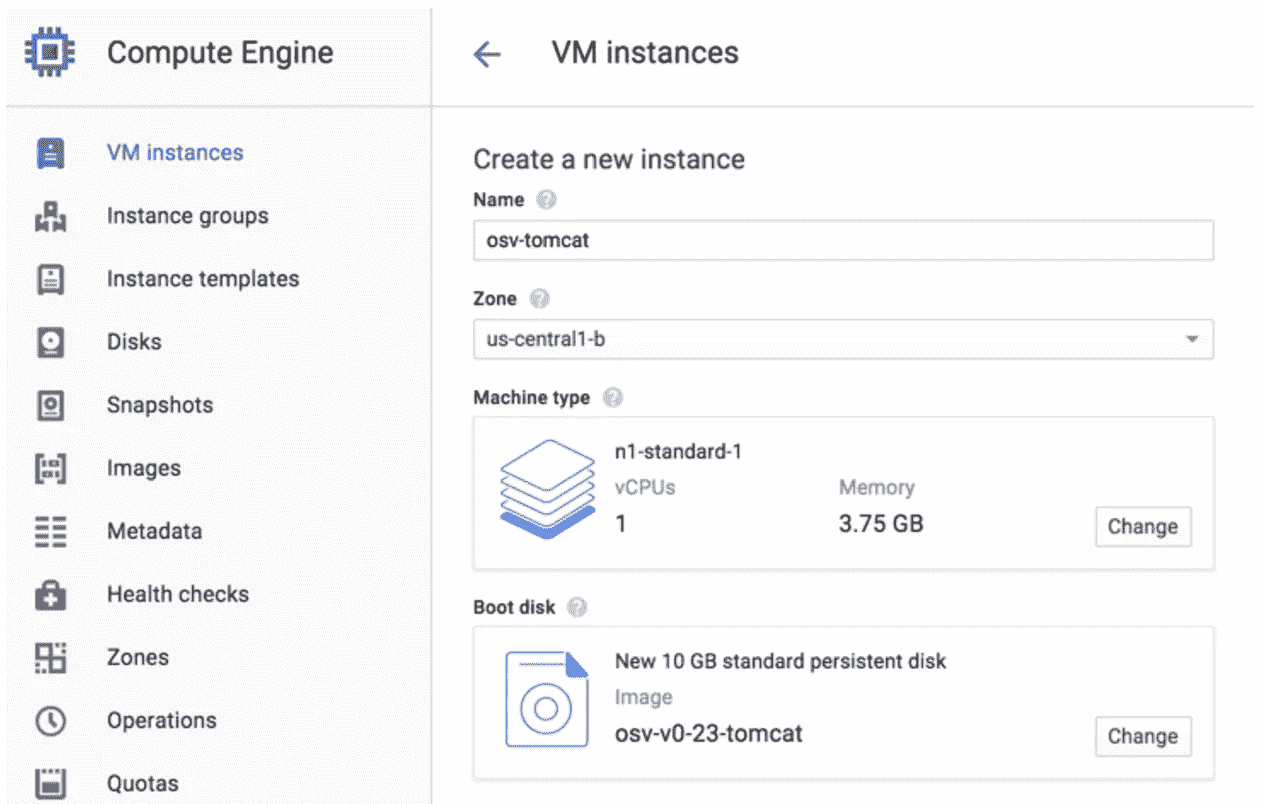 Compute Engine
VM instances
Instance groups
Instance templates
Disks
Snapshots
Images
Metadata
Health checks
Zones
Operations
Quotas
VM instances
Create a new instance
Name ?
osv-tomcat
Zone ?
us-central1-b
Machine type ?
n1-standard-1
vCPUs Memory
1 3.75 GB Change
Boot disk ?
New 10 GB standard persistent disk
Image
osv-v0-23-tomcat Change